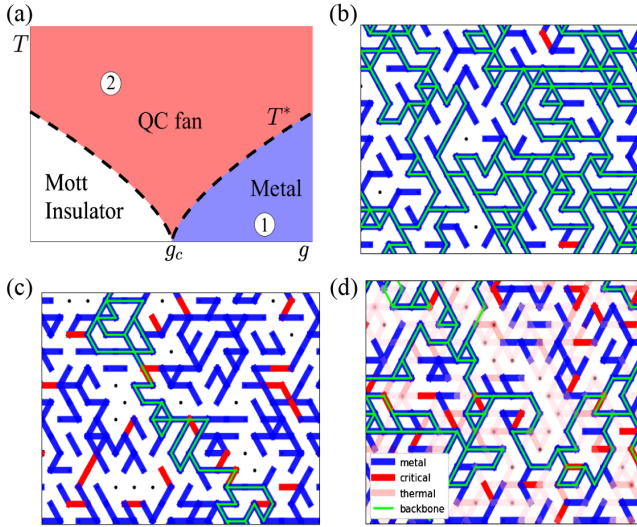 (a)
T
2
QC fan
T*
Mott
Insulator
Metal
1
g_c
g
(b)
(c)
(d)
metal
critical
thermal
backbone